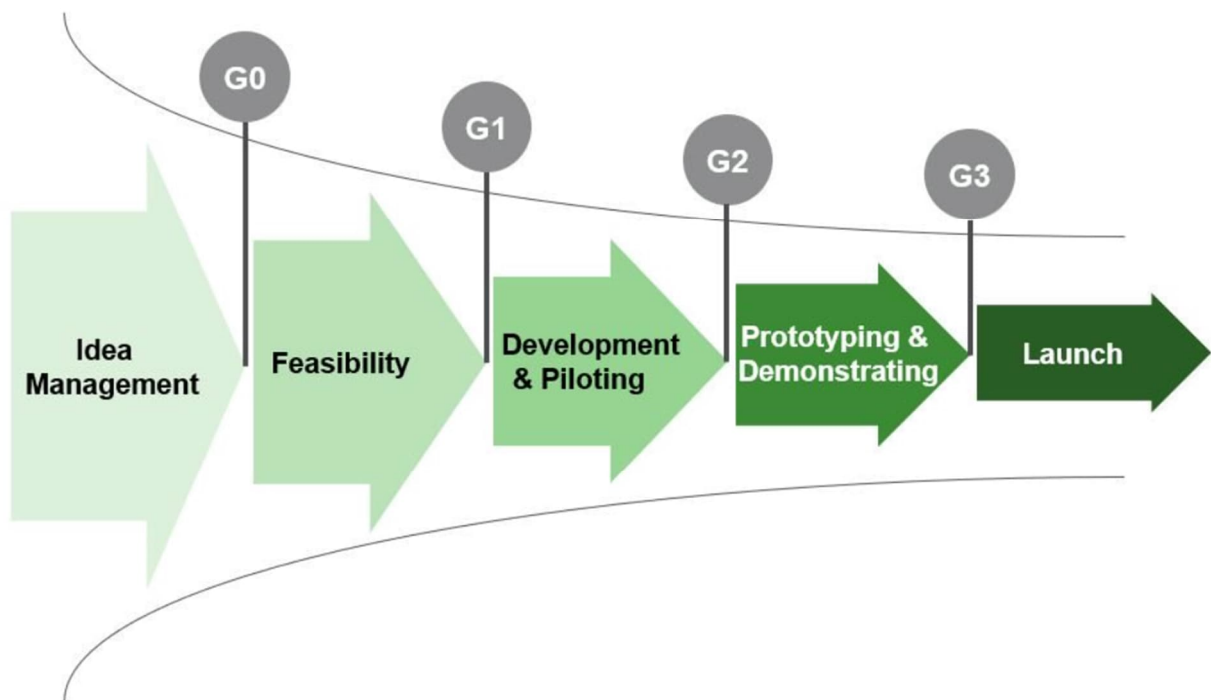 G0
G1
G2
G3
Idea
Management
Feasibility
Development
& Piloting
Prototyping &
Demonstrating
Launch